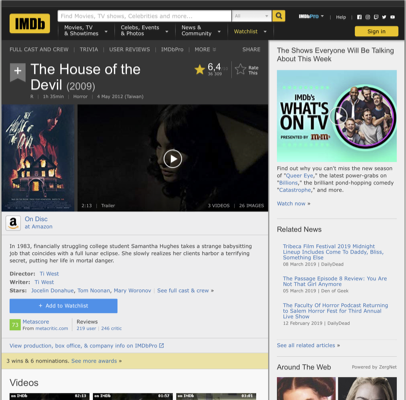 IMDb
Find Movies, TV shows, Celebrities and more...
All
IMDbPro
Help
Movies, TV
& Showtimes
Celebs, Events
& Photos
News &
Community
Watchlist
Sign in
FULL CAST AND CREW | TRIVIA | USER REVIEWS | IMDbPro | MORE
SHARE
The House of the
Devil (2009)
6,4
Rate
This
R | 1h 35min | Horror | 4 May 2012 (Taiwan)
2:13 | Trailer
3 VIDEOS | 26 IMAGES
On Disc
at Amazon
In 1983, financially struggling college student Samantha Hughes takes a strange babysitting
job that coincides with a full lunar eclipse. She slowly realizes her clients harbor a terrifying
secret, putting her life in mortal danger.
Director: Ti West
Writer: Ti West
Stars: Jocelin Donahue, Tom Noonan, Mary Woronov | See full cast & crew »
+ Add to Watchlist
Metascore
From metacritic.com
Reviews
219 user | 246 critic
View production, box office, & company info on IMDbPro
3 wins & 6 nominations. See more awards »
Videos
The Shows Everyone Will Be Talking
About This Week
IMDb's
WHAT'S
ON TV
PRESENTED BY
Find out why you can't miss the new season
of "Queer Eye," the latest power-grabs on
"Billions," the brilliant pond-hopping comedy
"Catastrophe," and more.
Watch now »
Related News
Tribeca Film Festival 2019 Midnight
Lineup Includes Come To Daddy, Bliss,
Something Else
08 March 2019 | DailyDead
The Passage Episode 8 Review: You Are
Not That Girl Anymore
05 March 2019 | Den of Geek
The Faculty Of Horror Podcast Returning
to Salem Horror Fest for Third Annual
Live Show
12 February 2019 | DailyDead
See all related articles »
Around The Web
Powered by ZergNet